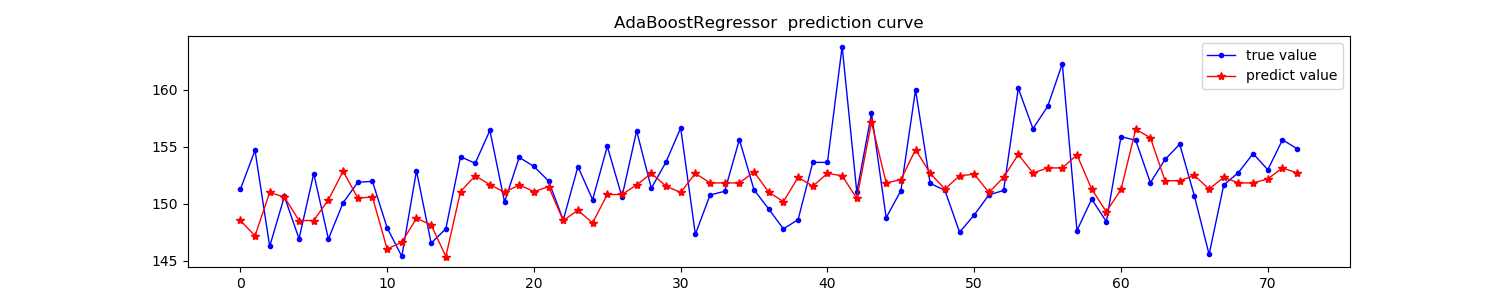 AdaBoostRegressor  prediction curve
true value
predict value
160
155
150
145
0 10 20 30 40 50 60 70